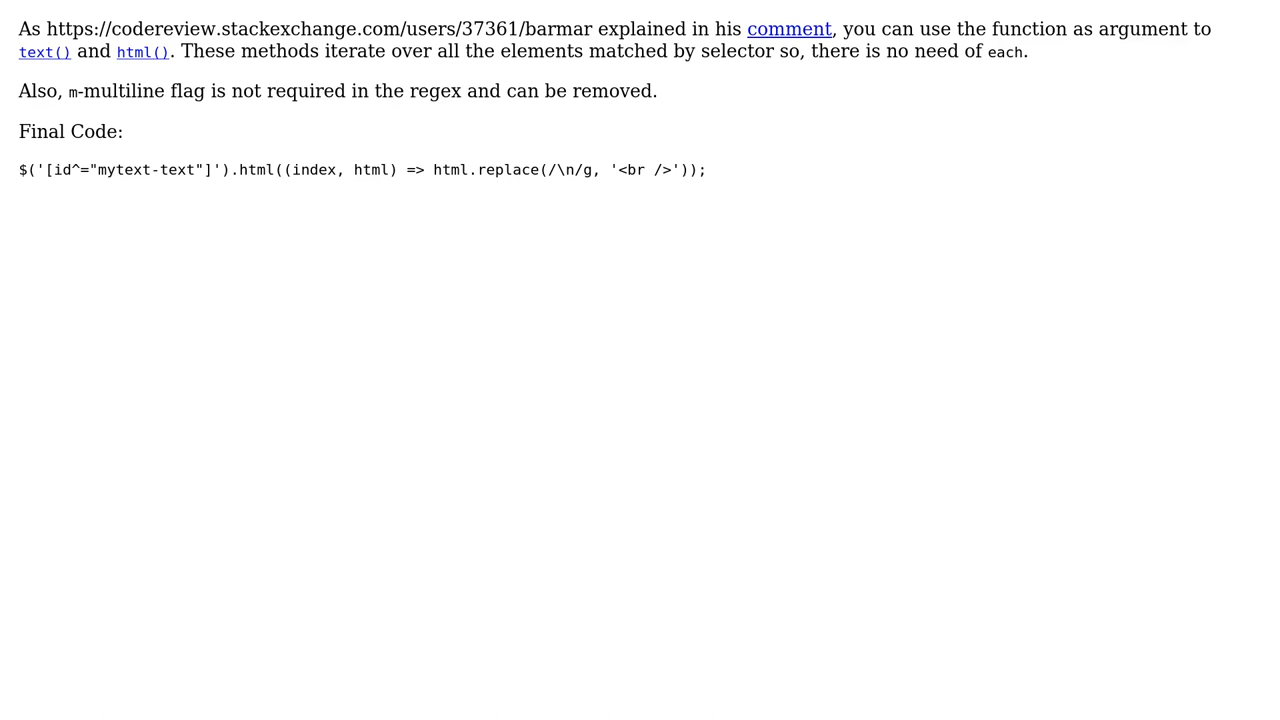 As https://codereview.stackexchange.com/users/37361/barmar explained in his comment, you can use the function as argument to
text() and html(). These methods iterate over all the elements matched by selector so, there is no need of each.
Also, m-multiline flag is not required in the regex and can be removed.
Final Code:
$('[id^="mytext-text"]').html((index, html) => html.replace(/\n/g, '<br />'));